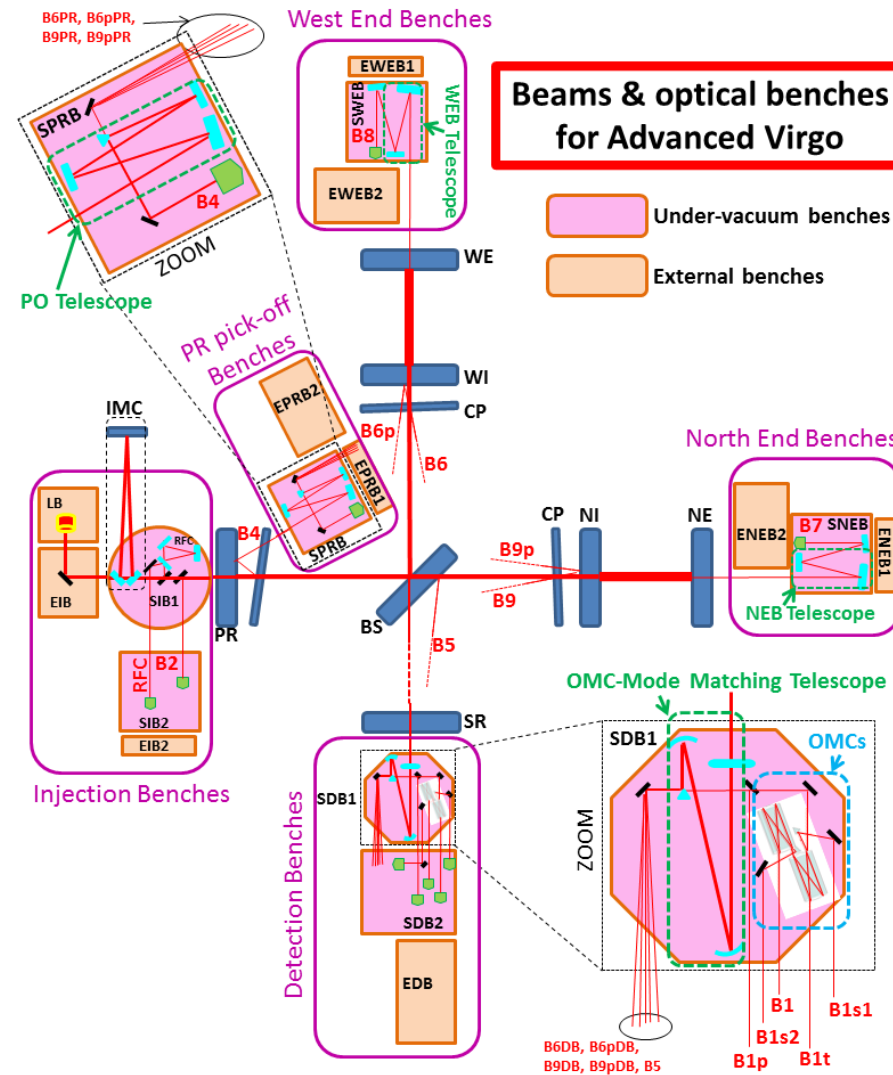 B6PR, B6pPR,
B9PR, B9pPR
West End Benches
EWEB1
SWEB
B8
WEB Telescope
EWEB2
Beams & optical benches
for Advanced Virgo
Under-vacuum benches
External benches
SPRB
B4
ZOOM
PO Telescope
WE
PR pick-off
Benches
EPRB2
WI
CP
B6p
B6
EPRB1
SPRB
IMC
LB
RFC
EIB
SIB1
B4
PR
RFC
B2
SIB2
EIB2
Injection Benches
BS
B5
B9p
B9
CP
NI
NE
North End Benches
ENEB2
B7
SNEB
ENEB1
NEB Telescope
SR
SDB1
SDB2
EDB
Detection Benches
OMC-Mode Matching Telescope
SDB1
OMCs
ZOOM
B6DB, B6pDB,
B9DB, B9pDB, B5
B1
B1s1
B1s2
B1p
B1t